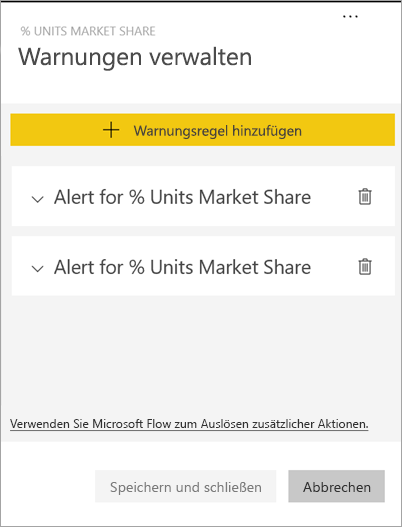 % UNITS MARKET SHARE
Warnungen verwalten
Warnungsregel hinzufügen
Alert for % Units Market Share
Alert for % Units Market Share
Verwenden Sie Microsoft Flow zum Auslösen zusätzlicher Aktionen.
Speichern und schließen
Abbrechen